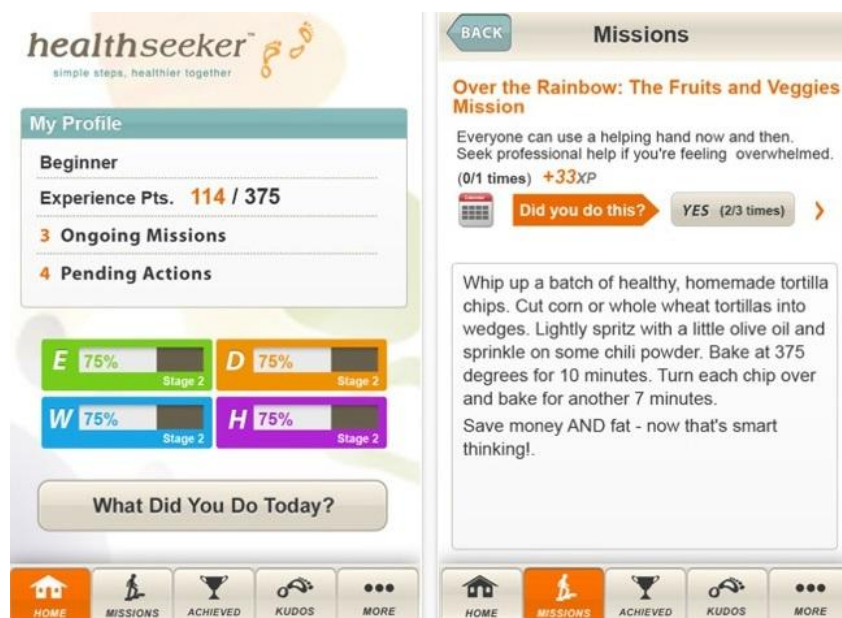 healthseeker™
simple steps, healthier together
My Profile
Beginner
Experience Pts. 114 / 375
3 Ongoing Missions
4 Pending Actions
E 75%
Stage 2
D 75%
Stage 2
W 75%
Stage 2
H 75%
Stage 2
What Did You Do Today?
HOME
MISSIONS
ACHIEVED
KUDOS
MORE
BACK
Missions
Over the Rainbow: The Fruits and Veggies
Mission
Everyone can use a helping hand now and then.
Seek professional help if you're feeling overwhelmed.
(0/1 times) +33XP
Calendar
Did you do this?
YES (2/3 times)
Whip up a batch of healthy, homemade tortilla
chips. Cut corn or whole wheat tortillas into
wedges. Lightly spritz with a little olive oil and
sprinkle on some chili powder. Bake at 375
degrees for 10 minutes. Turn each chip over
and bake for another 7 minutes.
Save money AND fat - now that's smart
thinking!.
HOME
MISSIONS
ACHIEVED
KUDOS
MORE